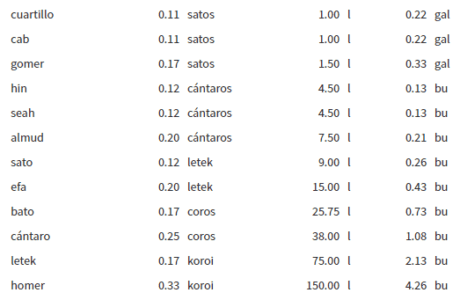 cuartillo 0.11 satos 1.00 l 0.22 gal
cab 0.11 satos 1.00 l 0.22 gal
gomer 0.17 satos 1.50 l 0.33 gal
hin 0.12 cántaros 4.50 l 0.13 bu
seah 0.12 cántaros 4.50 l 0.13 bu
almud 0.20 cántaros 7.50 l 0.21 bu
sato 0.12 letek 9.00 l 0.26 bu
efa 0.20 letek 15.00 l 0.43 bu
bato 0.17 coros 25.75 l 0.73 bu
cántaro 0.25 coros 38.00 l 1.08 bu
letek 0.17 koroi 75.00 l 2.13 bu
homer 0.33 koroi 150.00 l 4.26 bu